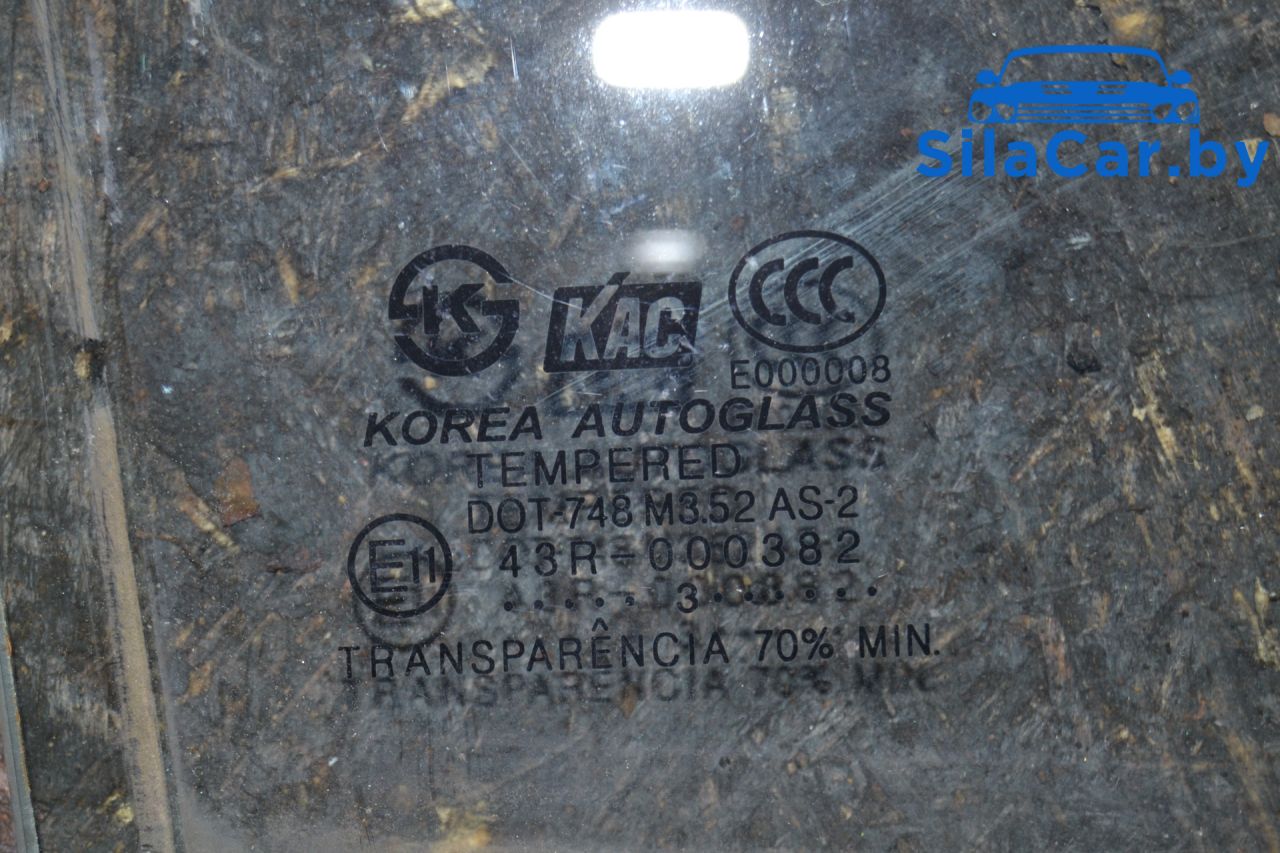 SilaCar.by
K
KAC
CCC
E000008
KOREA AUTOGLASS
TEMPERED
DOT-748 M3.52 AS-2
E11
43R-000382
.....3......
TRANSPARÊNCIA 70% MIN.